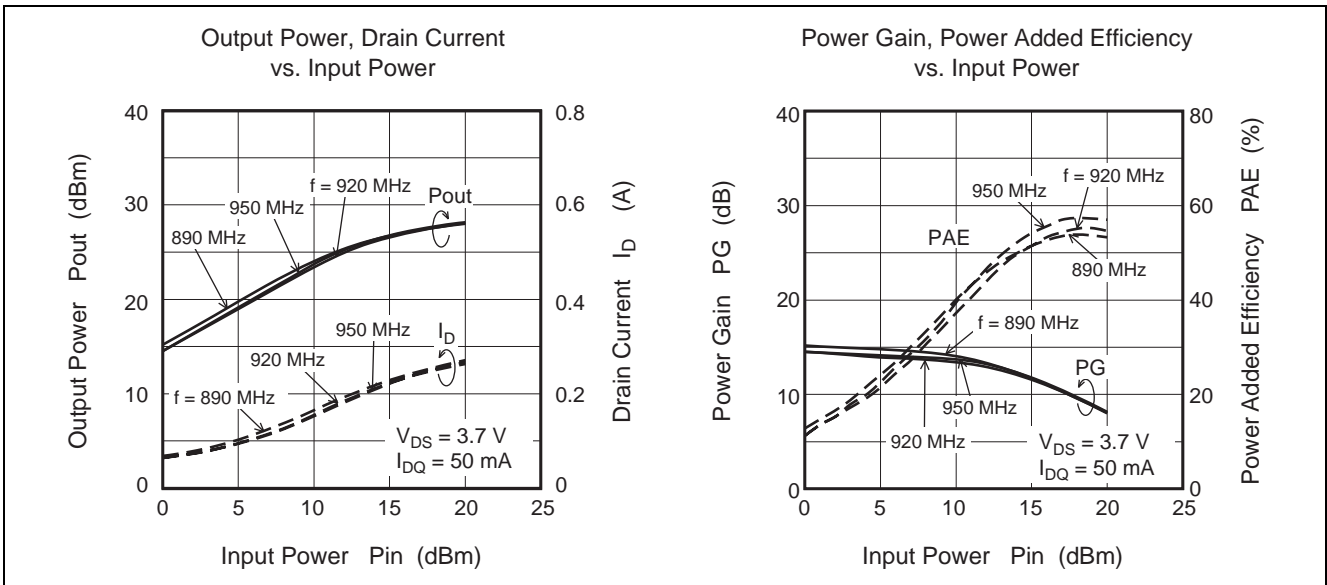 Output Power, Drain Current
vs. Input Power
Output Power Pout (dBm)
40
30
20
10
0
0.8
0.6
0.4
0.2
0
Drain Current ID (A)
f = 920 MHz
950 MHz
890 MHz
Pout
950 MHz
920 MHz
f = 890 MHz
ID
VDS = 3.7 V
IDQ = 50 mA
0 5 10 15 20 25
Input Power Pin (dBm)
Power Gain, Power Added Efficiency
vs. Input Power
Power Gain PG (dB)
40
30
20
10
0
80
60
40
20
0
Power Added Efficiency PAE (%)
f = 920 MHz
950 MHz
PAE
890 MHz
f = 890 MHz
PG
950 MHz
920 MHz
VDS = 3.7 V
IDQ = 50 mA
0 5 10 15 20 25
Input Power Pin (dBm)